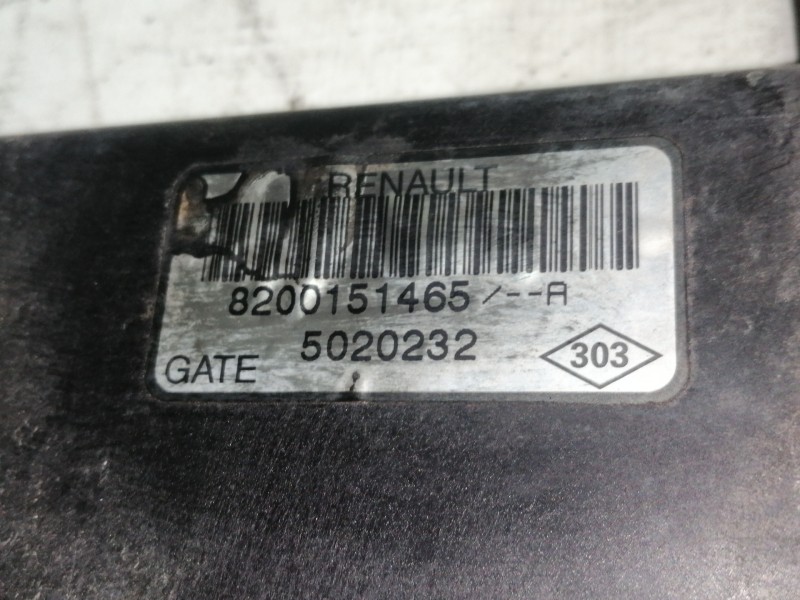 RENAULT
8200151465/--A
5020232
GATE
303